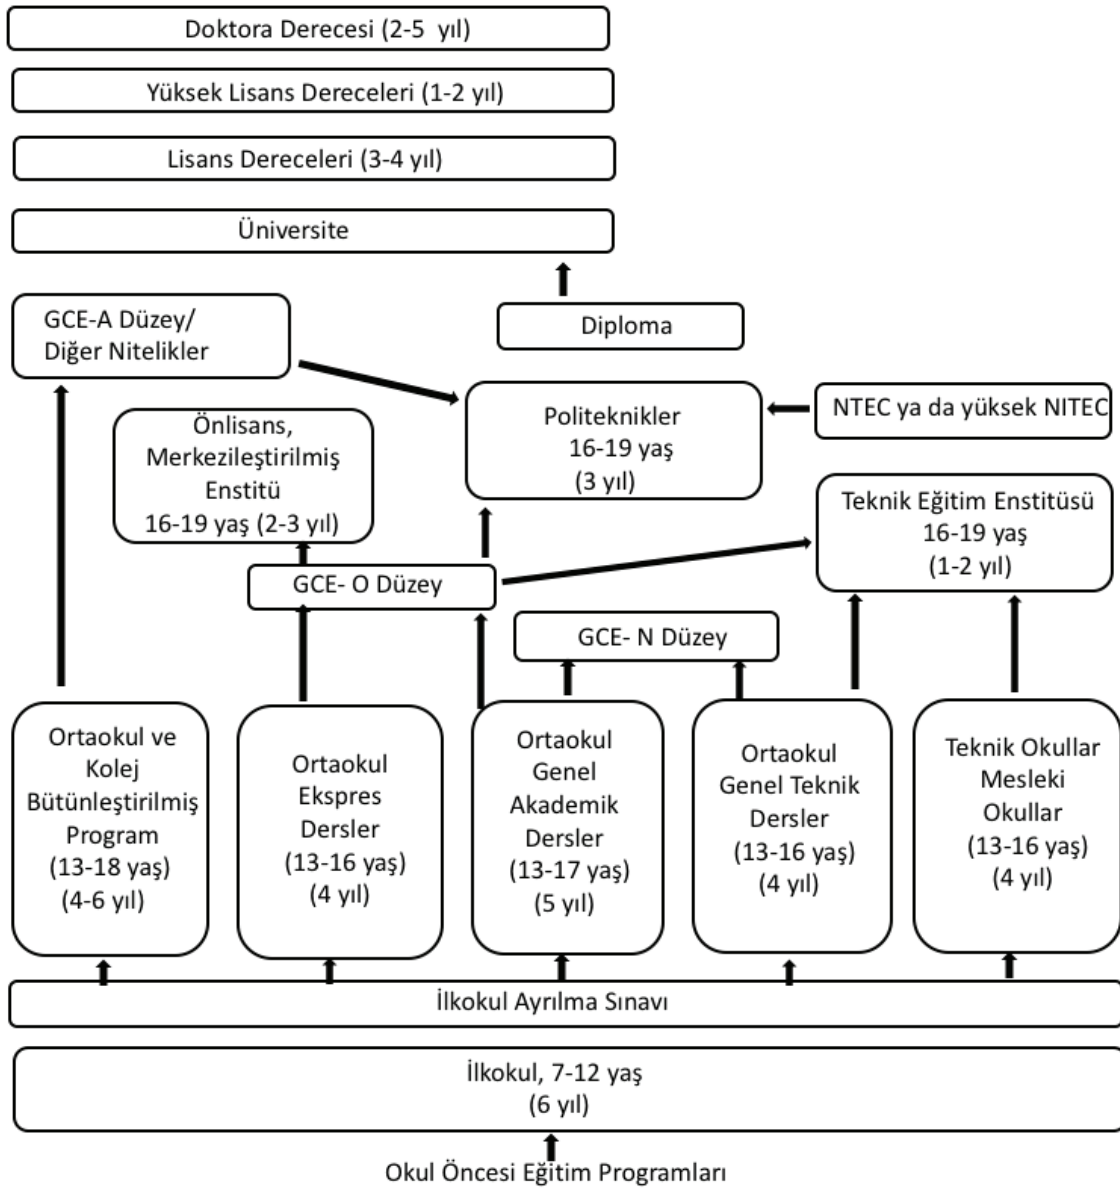 Doktora Derecesi (2-5 yıl)
Yüksek Lisans Dereceleri (1-2 yıl)
Lisans Dereceleri (3-4 yıl)
Üniversite
GCE-A Düzey/
Diğer Nitelikler
Diploma
Önlisans,
Merkezileştirilmiş
Enstitü
16-19 yaş (2-3 yıl)
Politeknikler
16-19 yaş
(3 yıl)
NTEC ya da yüksek NITEC
Teknik Eğitim Enstitüsü
16-19 yaş
(1-2 yıl)
GCE- O Düzey
GCE- N Düzey
Ortaokul ve
Kolej
Bütünleştirilmiş
Program
(13-18 yaş)
(4-6 yıl)
Ortaokul
Ekspres
Dersler
(13-16 yaş)
(4 yıl)
Ortaokul
Genel
Akademik
Dersler
(13-17 yaş)
(5 yıl)
Ortaokul
Genel Teknik
Dersler
(13-16 yaş)
(4 yıl)
Teknik Okullar
Mesleki
Okullar
(13-16 yaş)
(4 yıl)
İlkokul Ayrılma Sınavı
İlkokul, 7-12 yaş
(6 yıl)
Okul Öncesi Eğitim Programları